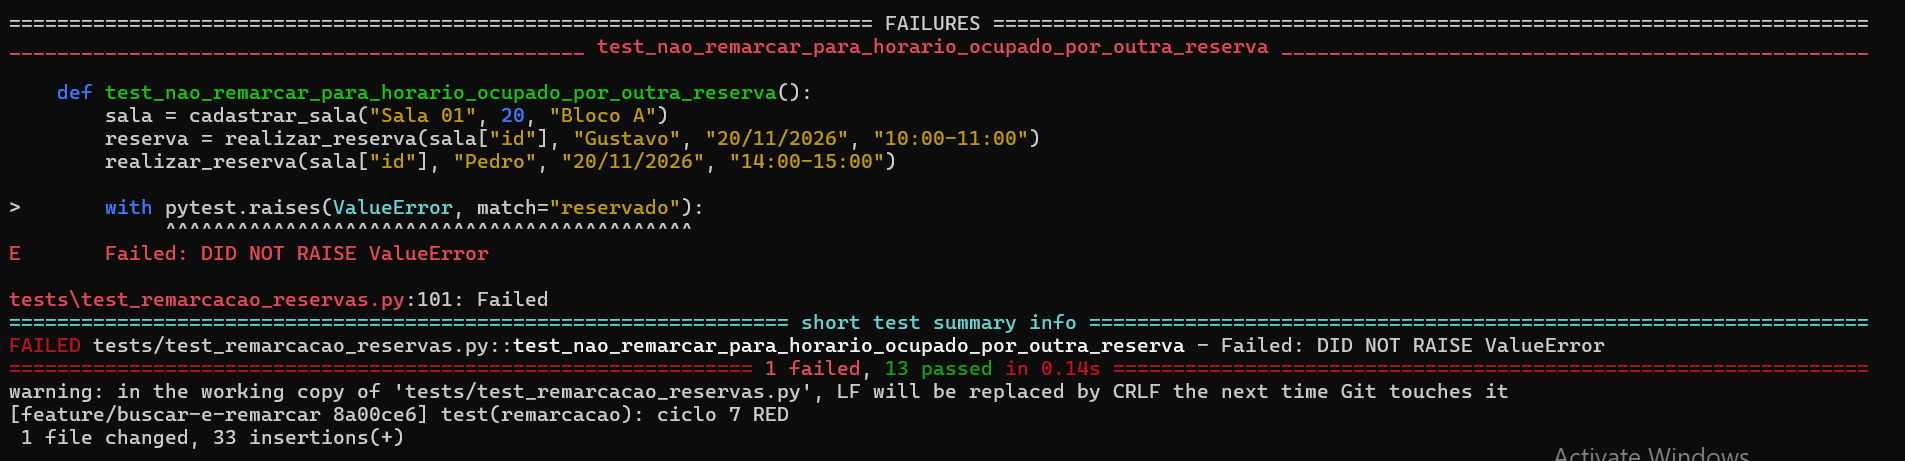 ======================================================================== FAILURES =========================================================================
________________________________________________ test_nao_remarcar_para_horario_ocupado_por_outra_reserva _________________________________________________
    def test_nao_remarcar_para_horario_ocupado_por_outra_reserva():
        sala = cadastrar_sala("Sala 01", 20, "Bloco A")
        reserva = realizar_reserva(sala["id"], "Gustavo", "20/11/2026", "10:00-11:00")
        realizar_reserva(sala["id"], "Pedro", "20/11/2026", "14:00-15:00")
>       with pytest.raises(ValueError, match="reservado"):
             ^^^^^^^^^^^^^^^^^^^^^^^^^^^^^^^^^^^^^^^^^^^^
E       Failed: DID NOT RAISE ValueError
tests\test_remarcacao_reservas.py:101: Failed
================================================================= short test summary info =================================================================
FAILED tests/test_remarcacao_reservas.py::test_nao_remarcar_para_horario_ocupado_por_outra_reserva - Failed: DID NOT RAISE ValueError
============================================================== 1 failed, 13 passed in 0.14s ===============================================================
warning: in the working copy of 'tests/test_remarcacao_reservas.py', LF will be replaced by CRLF the next time Git touches it
[feature/buscar-e-remarcar 8a00ce6] test(remarcacao): ciclo 7 RED
 1 file changed, 33 insertions(+)
Activate Windows